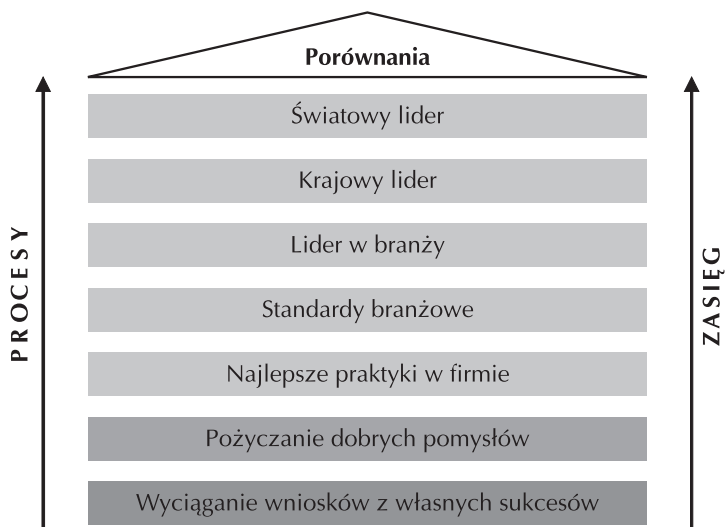 Porównania
Światowy lider
Krajowy lider
Lider w branży
Standardy branżowe
Najlepsze praktyki w firmie
Pożyczanie dobrych pomysłów
Wyciąganie wniosków z własnych sukcesów
PROCESY
ZASIĘG